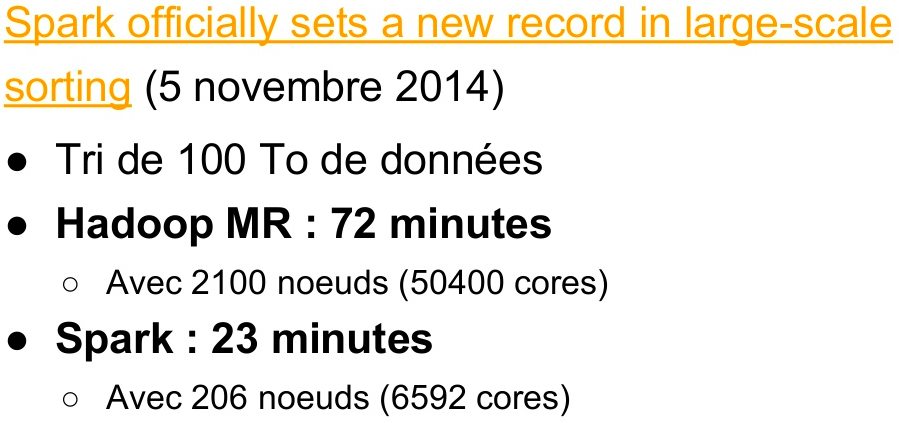 Spark officially sets a new record in large-scale
sorting (5 novembre 2014)
● Tri de 100 To de données
● Hadoop MR : 72 minutes
○ Avec 2100 noeuds (50400 cores)
● Spark : 23 minutes
○ Avec 206 noeuds (6592 cores)